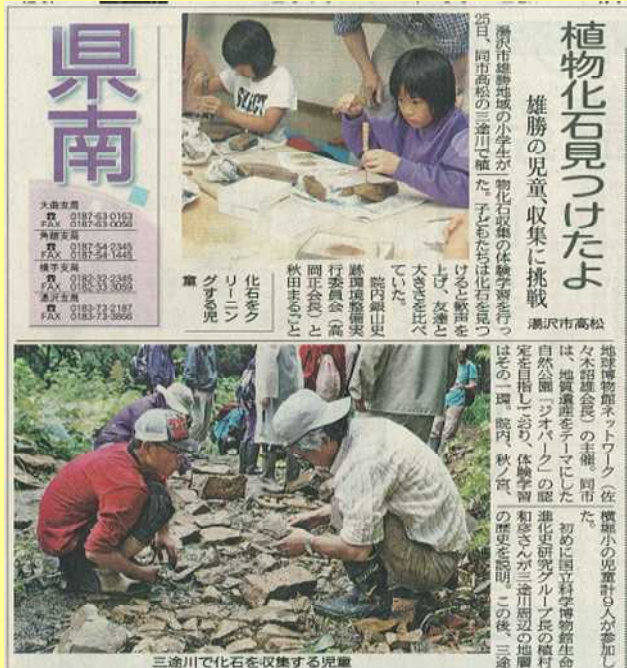 植物化石見つけたよ
雄勝の児童、収集に挑戦
湯沢市高松
湯沢市雄勝地域の小学生が
25日、同市高松の三途川で植
物化石収集の体験学習を行っ
た。子どもたちは化石を見つ
けると歓声を
上げ、友達と
大きさを比べ
ていた。
院内銀山史
跡環境整備実
行委員会（高
岡正会長）と
秋田まるごと
地球博物館ネットワーク（佐
々木詔雄会長）の主催。同市
は、地質遺産をテーマにした
自然公園「ジオパーク」の認
定を目指しており、体験学習
はその一環。院内、秋ノ宮、
横堀小の児童計9人が参加し
た。
初めに国立科学博物館生命
進化史研究グループ長の植村
和彦さんが三途川周辺の地層
の歴史を説明。この後、三途
化石をク
リーニン
グする児
童
県南
大曲支局
☎ 0187-63-0163
FAX 0187-63-0056
角館支局
☎ 0187-54-2345
FAX 0187-54-1445
横手支局
☎ 0182-32-2345
FAX 0182-33-3059
湯沢支局
☎ 0183-73-2187
FAX 0183-73-3866
三途川で化石を収集する児童